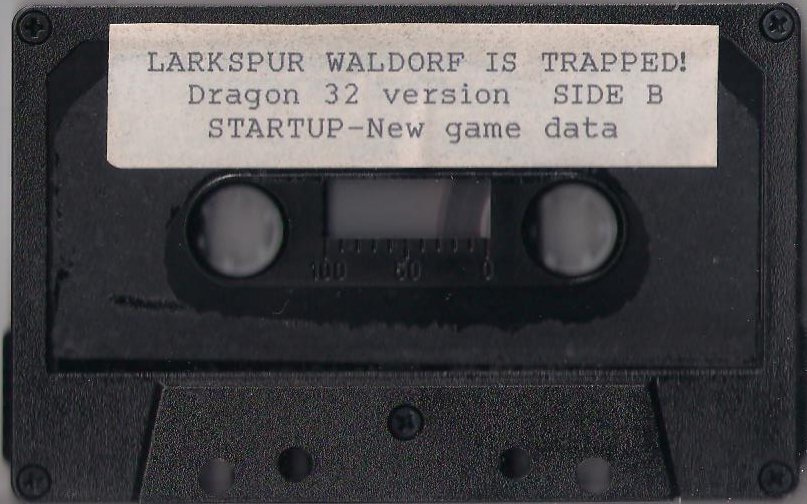 LARKSPUR WALDORF IS TRAPPED!
Dragon 32 version SIDE B
STARTUP-New game data
100 50 0